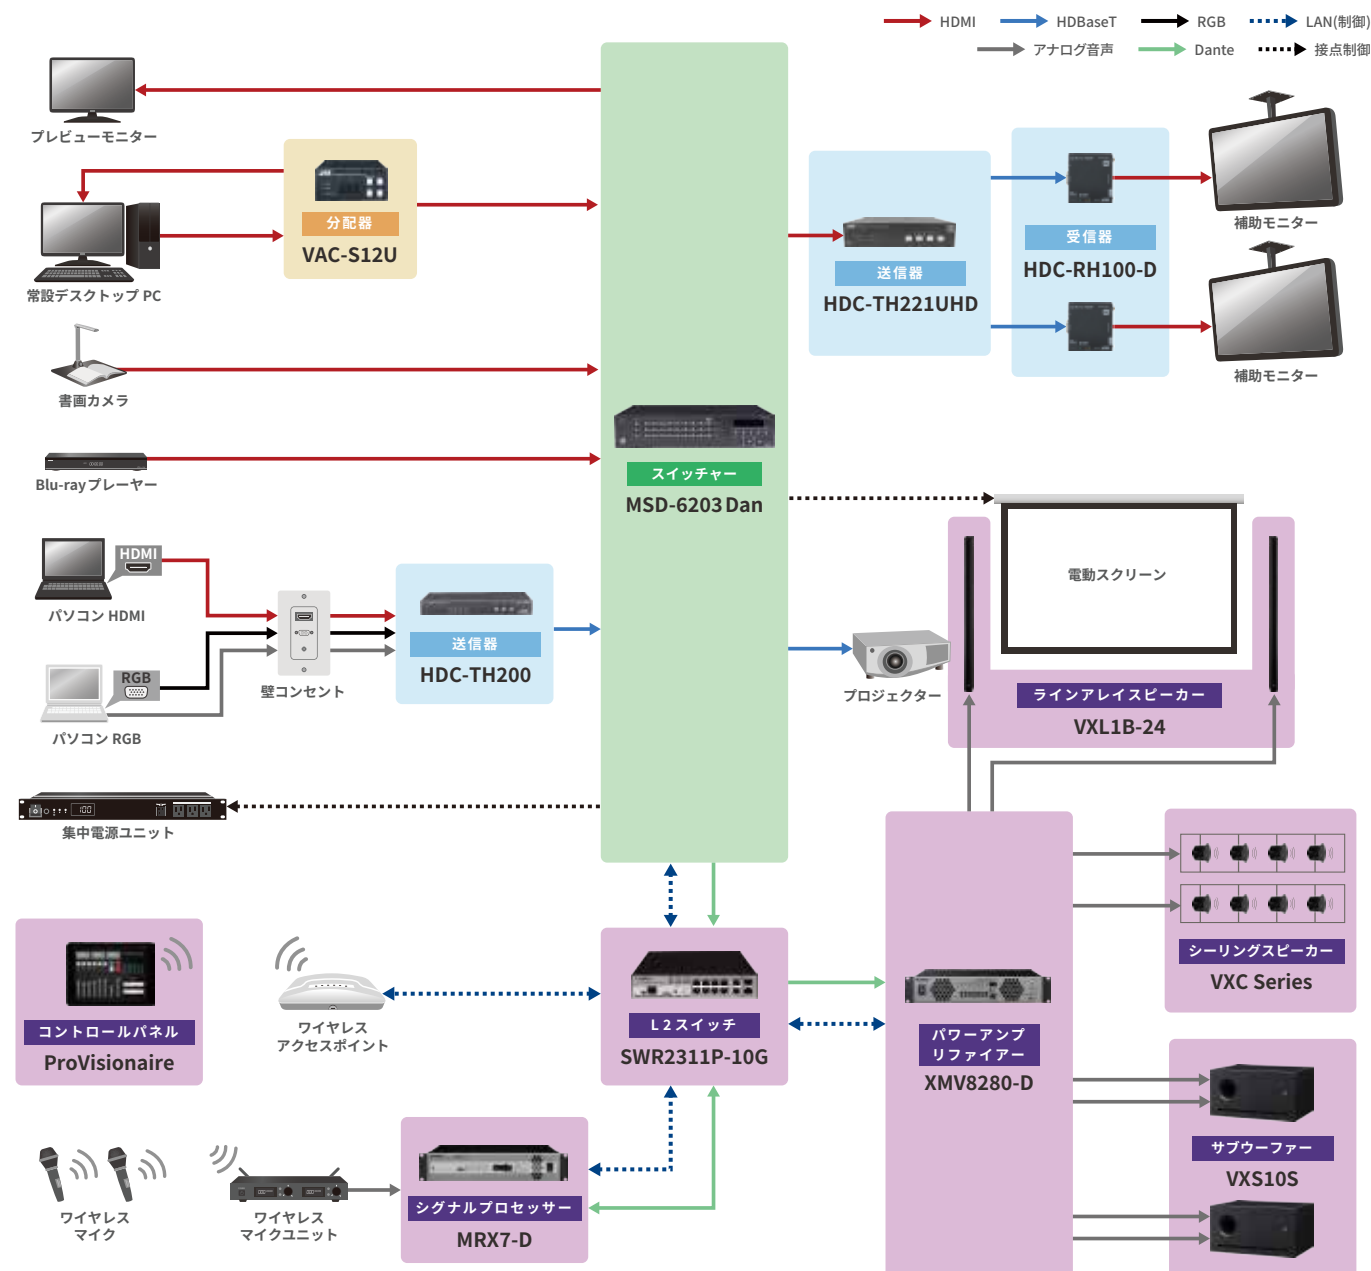 HDMI
HDBaseT
RGB
LAN(制御)
アナログ音声
Dante
接点制御
プレビューモニター
分配器
VAC-S12U
常設デスクトップ PC
書画カメラ
Blu-rayプレーヤー
HDMI
パソコン HDMI
RGB
パソコン RGB
壁コンセント
送信器
HDC-TH200
集中電源ユニット
スイッチャー
MSD-6203 Dan
送信器
HDC-TH221UHD
受信器
HDC-RH100-D
補助モニター
補助モニター
電動スクリーン
プロジェクター
ラインアレイスピーカー
VXL1B-24
コントロールパネル
ProVisionaire
ワイヤレス
アクセスポイント
L2スイッチ
SWR2311P-10G
パワーアンプ
リファイアー
XMV8280-D
シーリングスピーカー
VXC Series
サブウーファー
VXS10S
ワイヤレス
マイク
ワイヤレス
マイクユニット
シグナルプロセッサー
MRX7-D